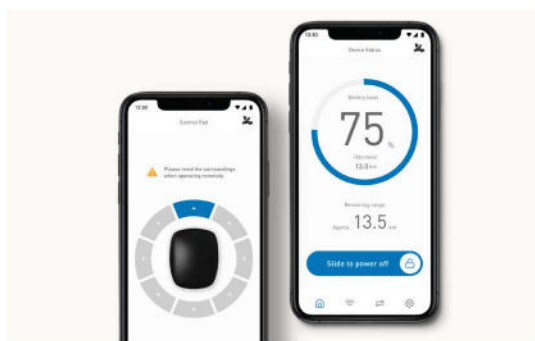 12:30
Control Pad
Please mind the surroundings
when operating remotely.
12:30
Device Status
Battery level
75 %
Odometer
Remaining range
Approx. 13.5 km
Slide to power off